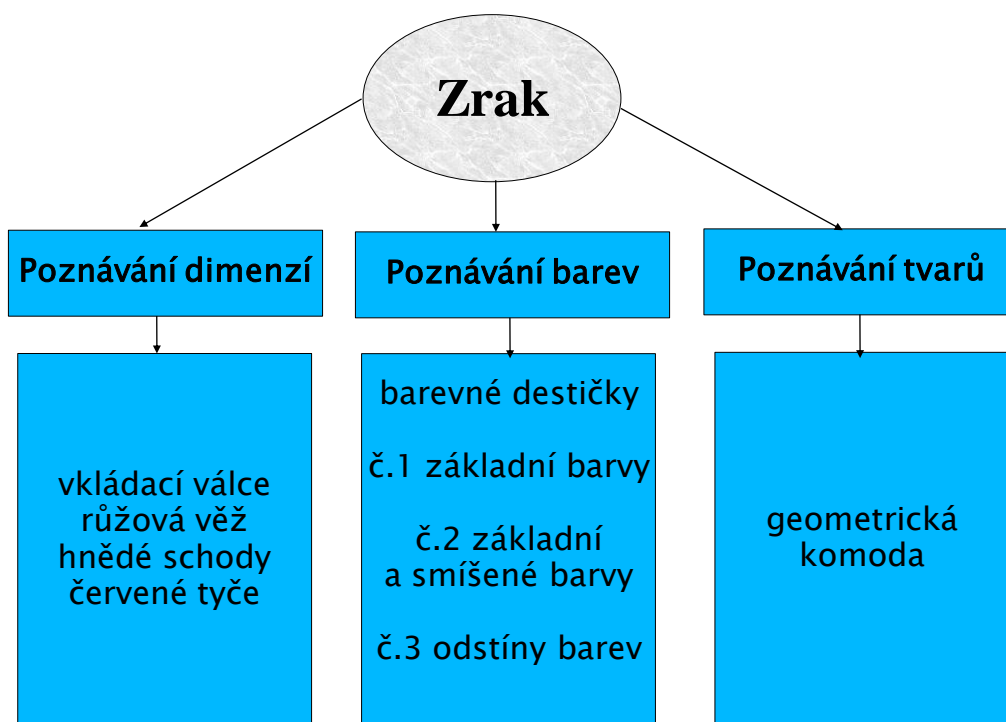 Zrak
Poznávání dimenzí
Poznávání barev
Poznávání tvarů
vkládací válce
růžová věž
hnědé schody
červené tyče
barevné destičky
č.1 základní barvy
č.2 základní
a smíšené barvy
č.3 odstíny barev
geometrická
komoda